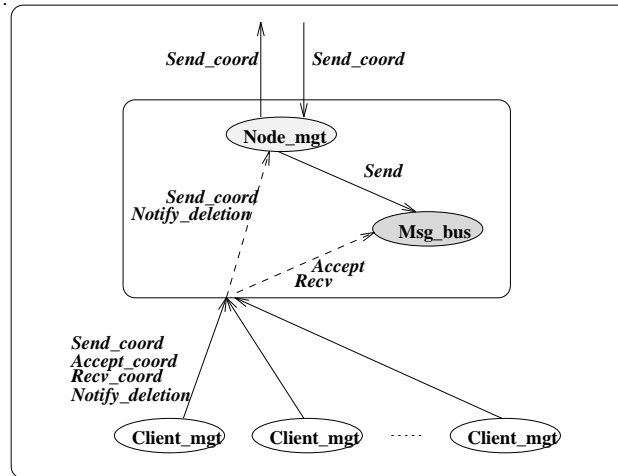 Send_coord Send_coord
Node_mgt
Send
Send_coord
Notify_deletion
Msg_bus
Accept
Recv
Send_coord
Accept_coord
Recv_coord
Notify_deletion
Client_mgt Client_mgt ..... Client_mgt